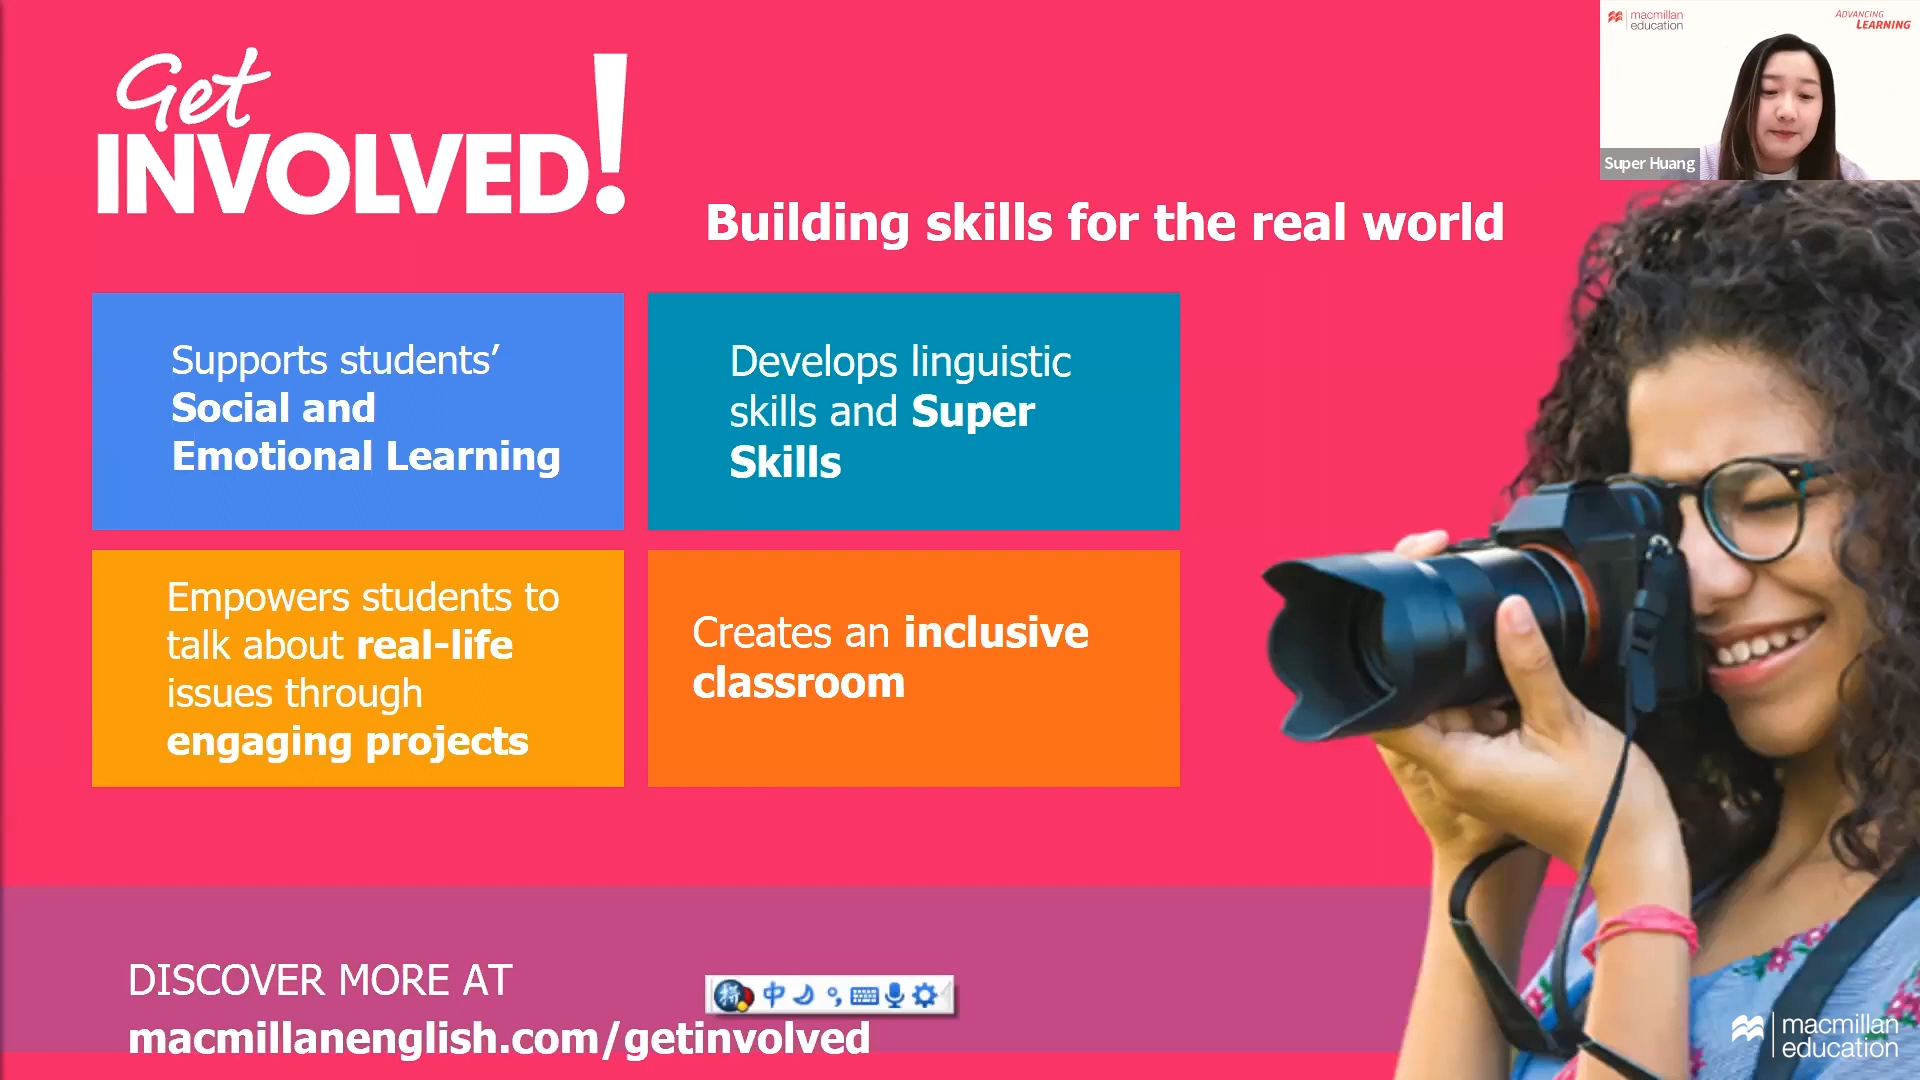 Get
INVOLVED!
Building skills for the real world
Supports students’
Social and
Emotional Learning
Develops linguistic
skills and Super
Skills
Empowers students to
talk about real-life
issues through
engaging projects
Creates an inclusive
classroom
DISCOVER MORE AT
macmillanenglish.com/getinvolved
拼 中
macmillan
education
macmillan
education
ADVANCING
LEARNING
Super Huang